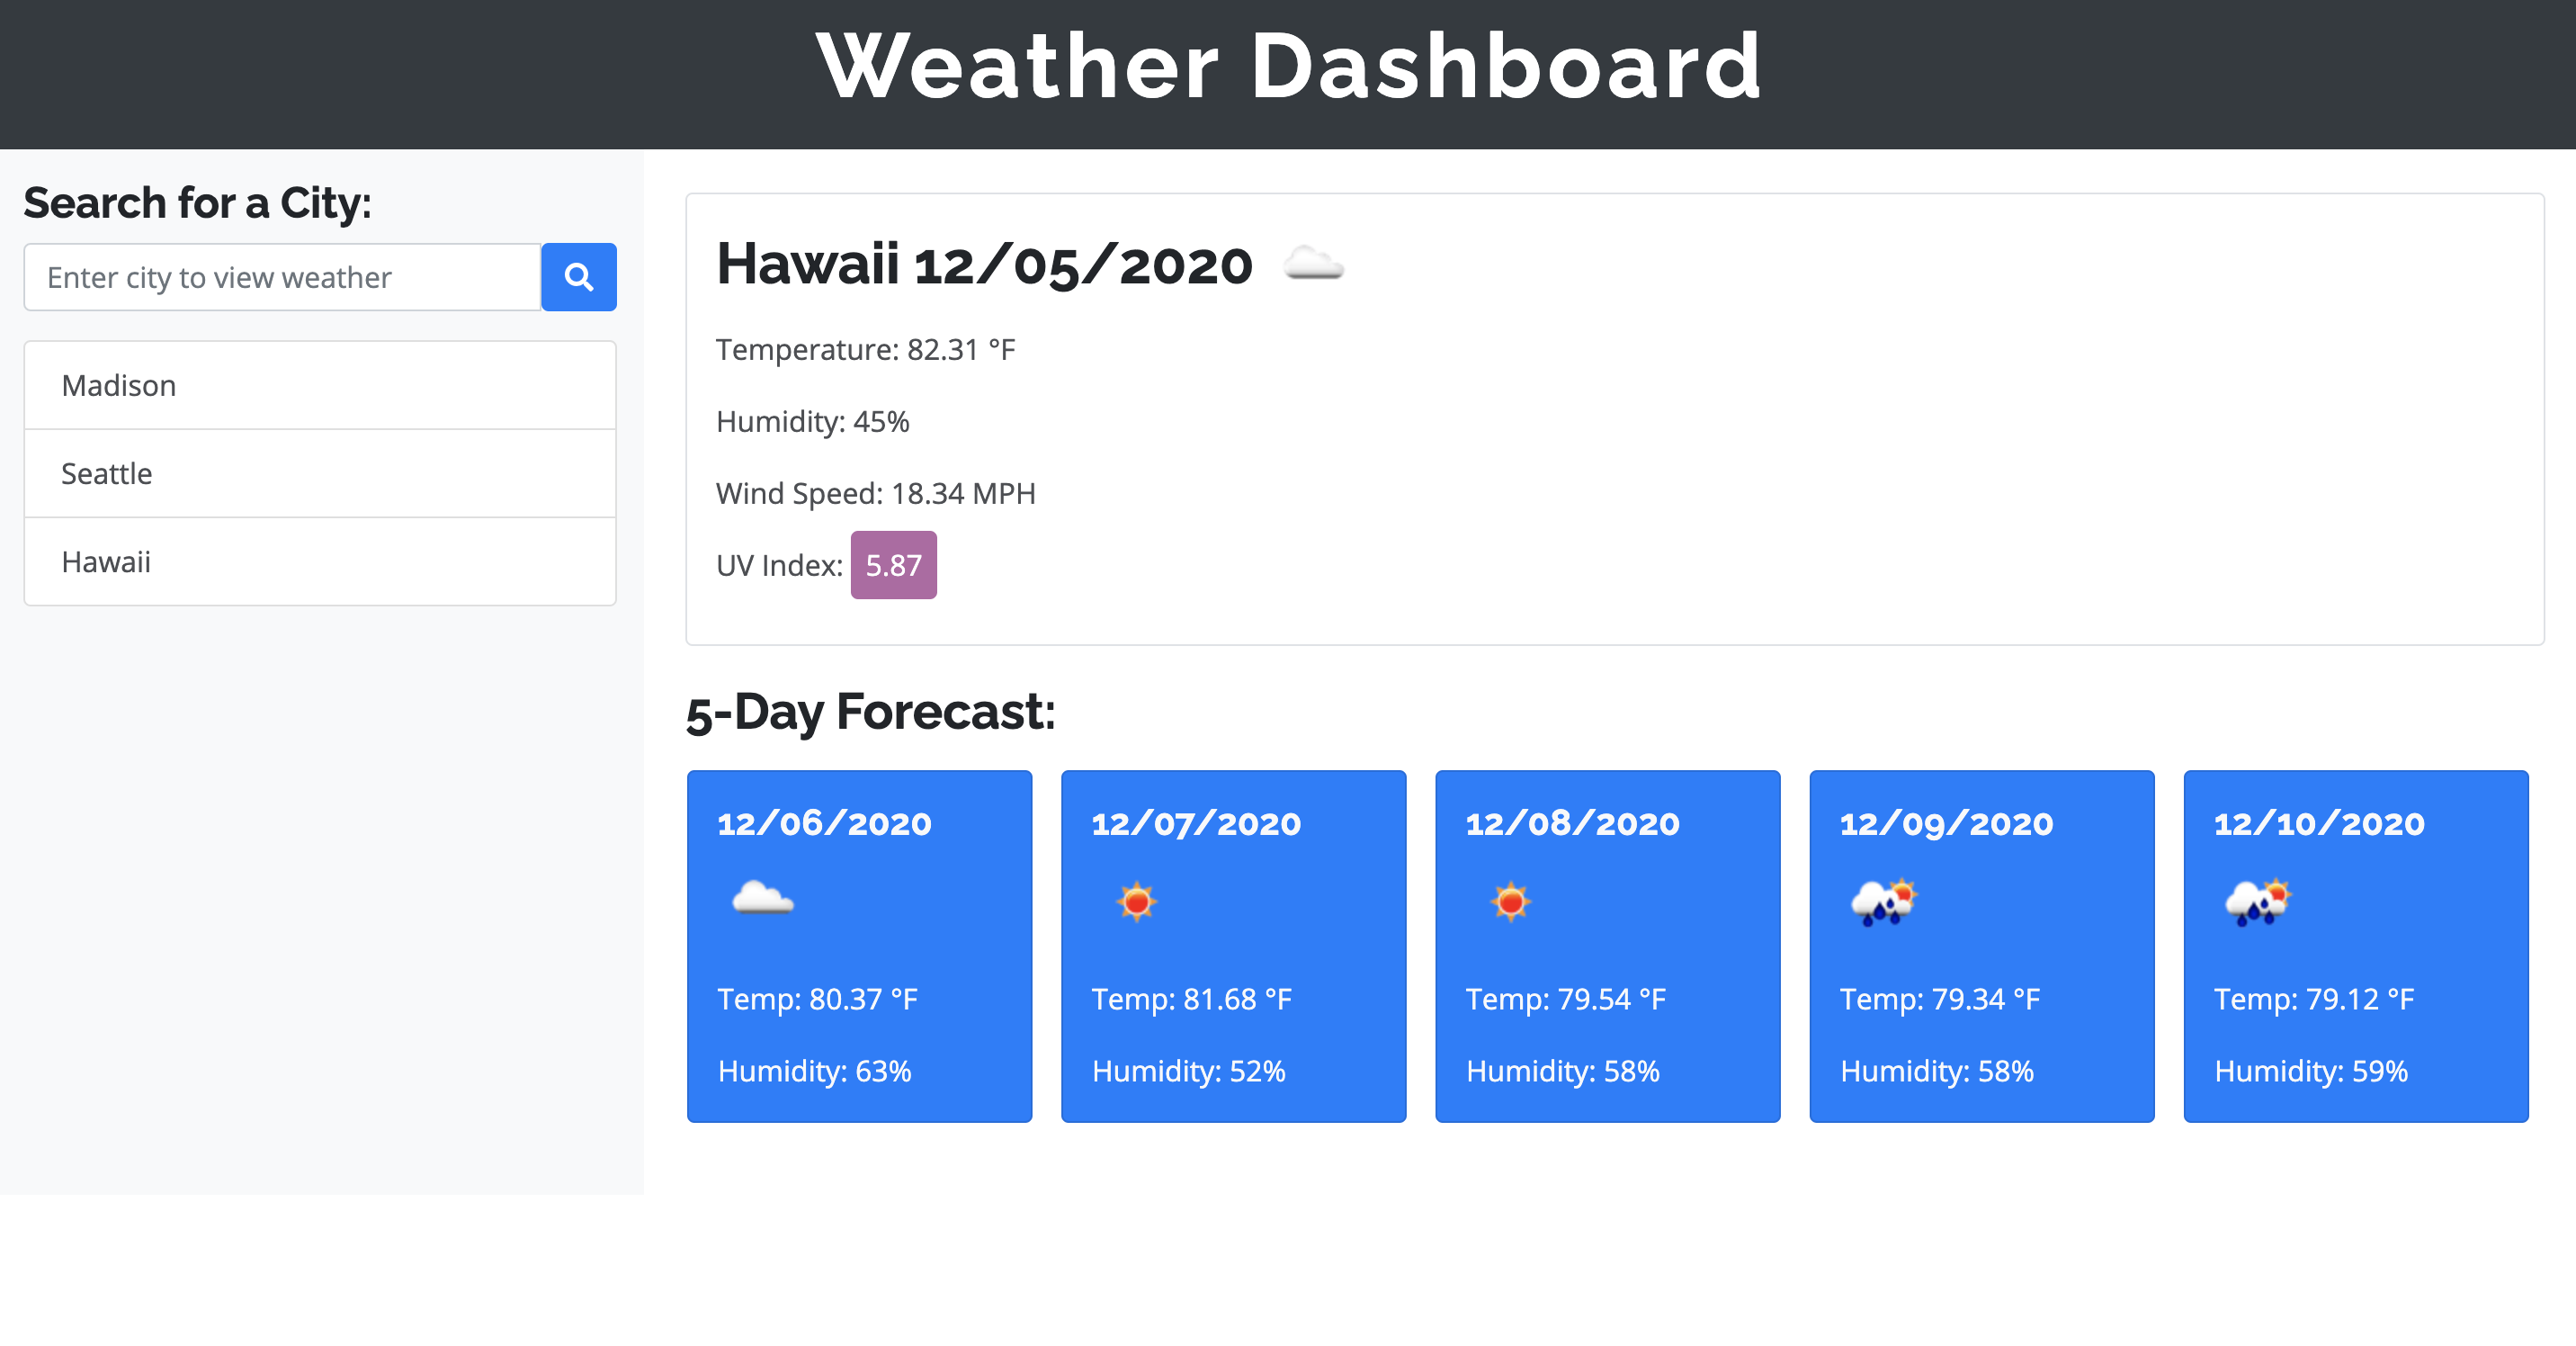 Weather Dashboard
Search for a City:
Enter city to view weather
Madison
Seattle
Hawaii
Hawaii 12/05/2020
Temperature: 82.31 °F
Humidity: 45%
Wind Speed: 18.34 MPH
UV Index: 5.87
5-Day Forecast:
12/06/2020
Temp: 80.37 °F
Humidity: 63%
12/07/2020
Temp: 81.68 °F
Humidity: 52%
12/08/2020
Temp: 79.54 °F
Humidity: 58%
12/09/2020
Temp: 79.34 °F
Humidity: 58%
12/10/2020
Temp: 79.12 °F
Humidity: 59%